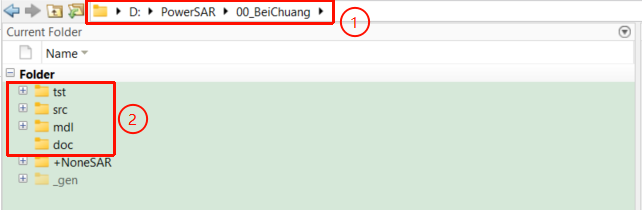 D: PowerSAR 00_BeiChuang
1
Current Folder
Name
Folder
tst
src
mdl
2
doc
+NoneSAR
_gen